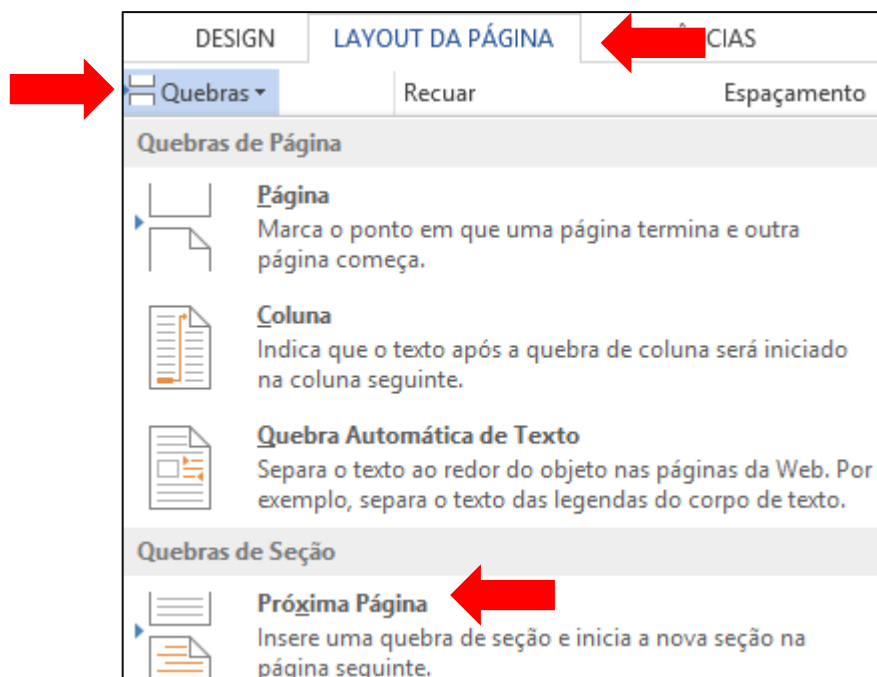 DESIGN LAYOUT DA PÁGINA ÊNCIAS
Quebras Recuar Espaçamento
Quebras de Página
Página
Marca o ponto em que uma página termina e outra
página começa.
Coluna
Indica que o texto após a quebra de coluna será iniciado
na coluna seguinte.
Quebra Automática de Texto
Separa o texto ao redor do objeto nas páginas da Web. Por
exemplo, separa o texto das legendas do corpo de texto.
Quebras de Seção
Próxima Página
Insere uma quebra de seção e inicia a nova seção na
página seguinte.